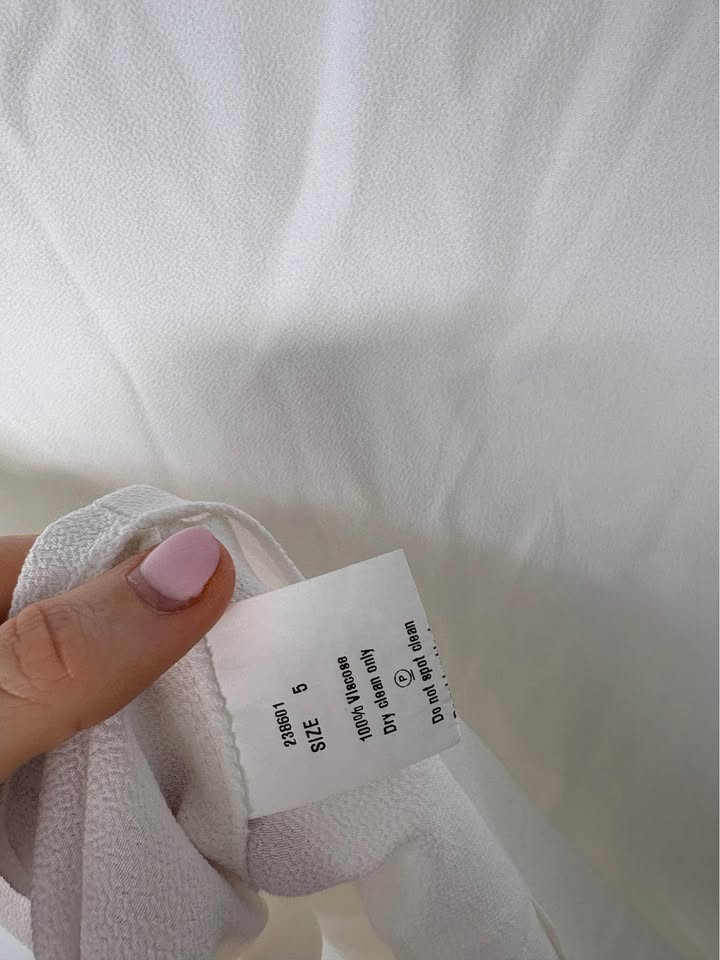 238601
SIZE 5
100% Viscose
Dry clean only
P
Do not spot clean